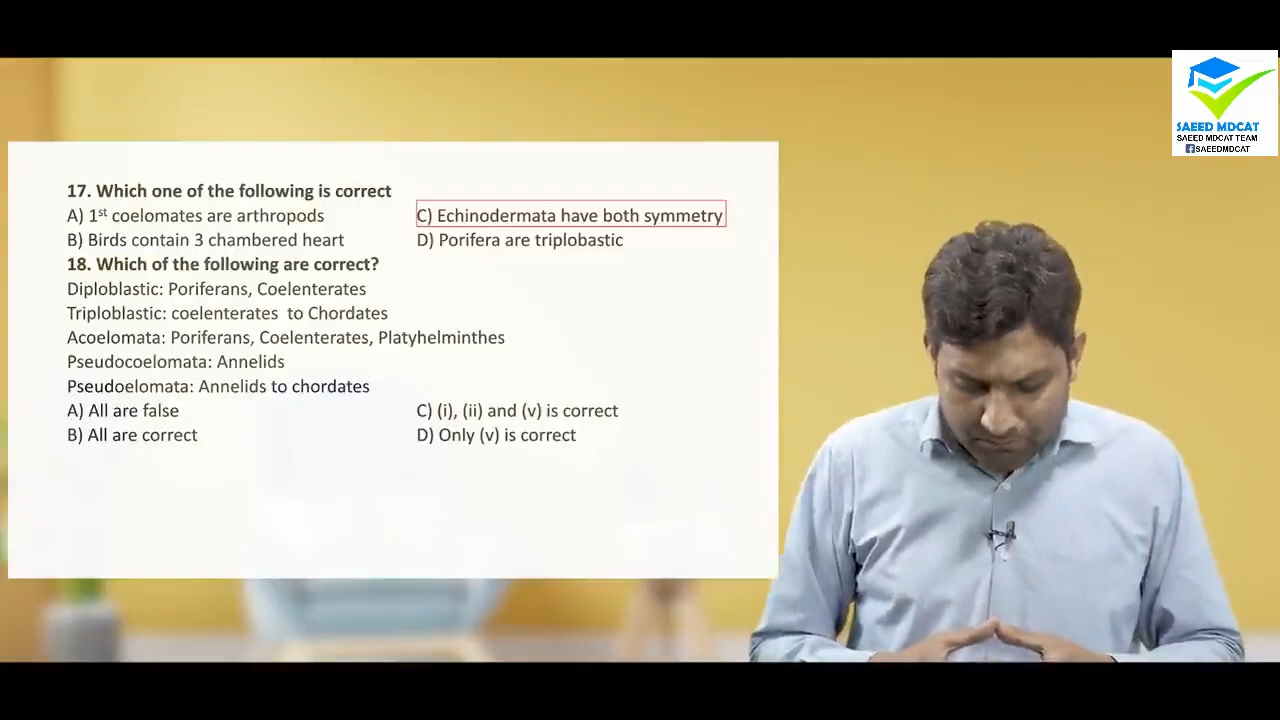 SAEED MDCAT
SAEED MDCAT TEAM
SAEEDMDCAT
17. Which one of the following is correct
A) 1st coelomates are arthropods C) Echinodermata have both symmetry
B) Birds contain 3 chambered heart D) Porifera are triplobastic
18. Which of the following are correct?
Diploblastic: Poriferans, Coelenterates
Triploblastic: coelenterates to Chordates
Acoelomata: Poriferans, Coelenterates, Platyhelminthes
Pseudocoelomata: Annelids
Pseudoelomata: Annelids to chordates
A) All are false C) (i), (ii) and (v) is correct
B) All are correct D) Only (v) is correct